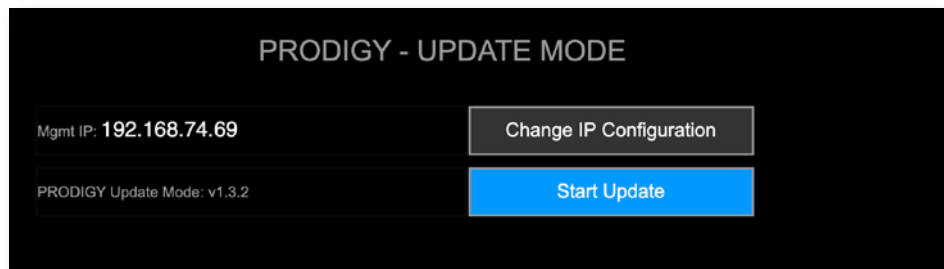 PRODIGY - UPDATE MODE
Mgmt IP: 192.168.74.69
Change IP Configuration
PRODIGY Update Mode: v1.3.2
Start Update